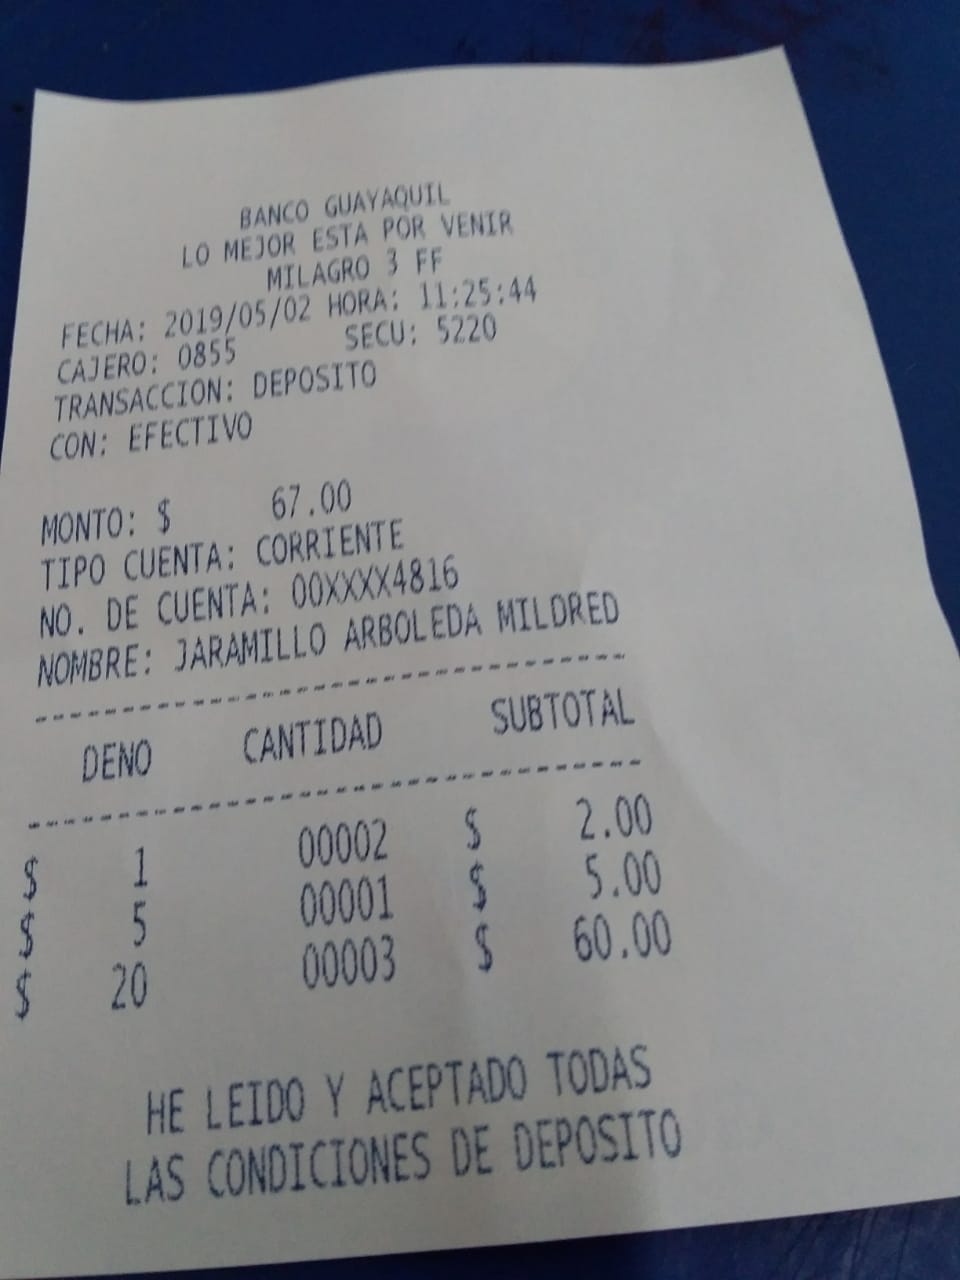 BANCO GUAYAQUIL
LO MEJOR ESTA POR VENIR
MILAGRO 3 FF
FECHA: 2019/05/02 HORA: 11:25:44
CAJERO: 0855 SECU: 5220
TRANSACCION: DEPOSITO
CON: EFECTIVO
MONTO: $ 67.00
TIPO CUENTA: CORRIENTE
NO. DE CUENTA: 00XXXX4816
NOMBRE: JARAMILLO ARBOLEDA MILDRED
--------------------------------
DENO CANTIDAD SUBTOTAL
--------------------------------
$ 1 00002 $ 2.00
$ 5 00001 $ 5.00
$ 20 00003 $ 60.00
HE LEIDO Y ACEPTADO TODAS
LAS CONDICIONES DE DEPOSITO